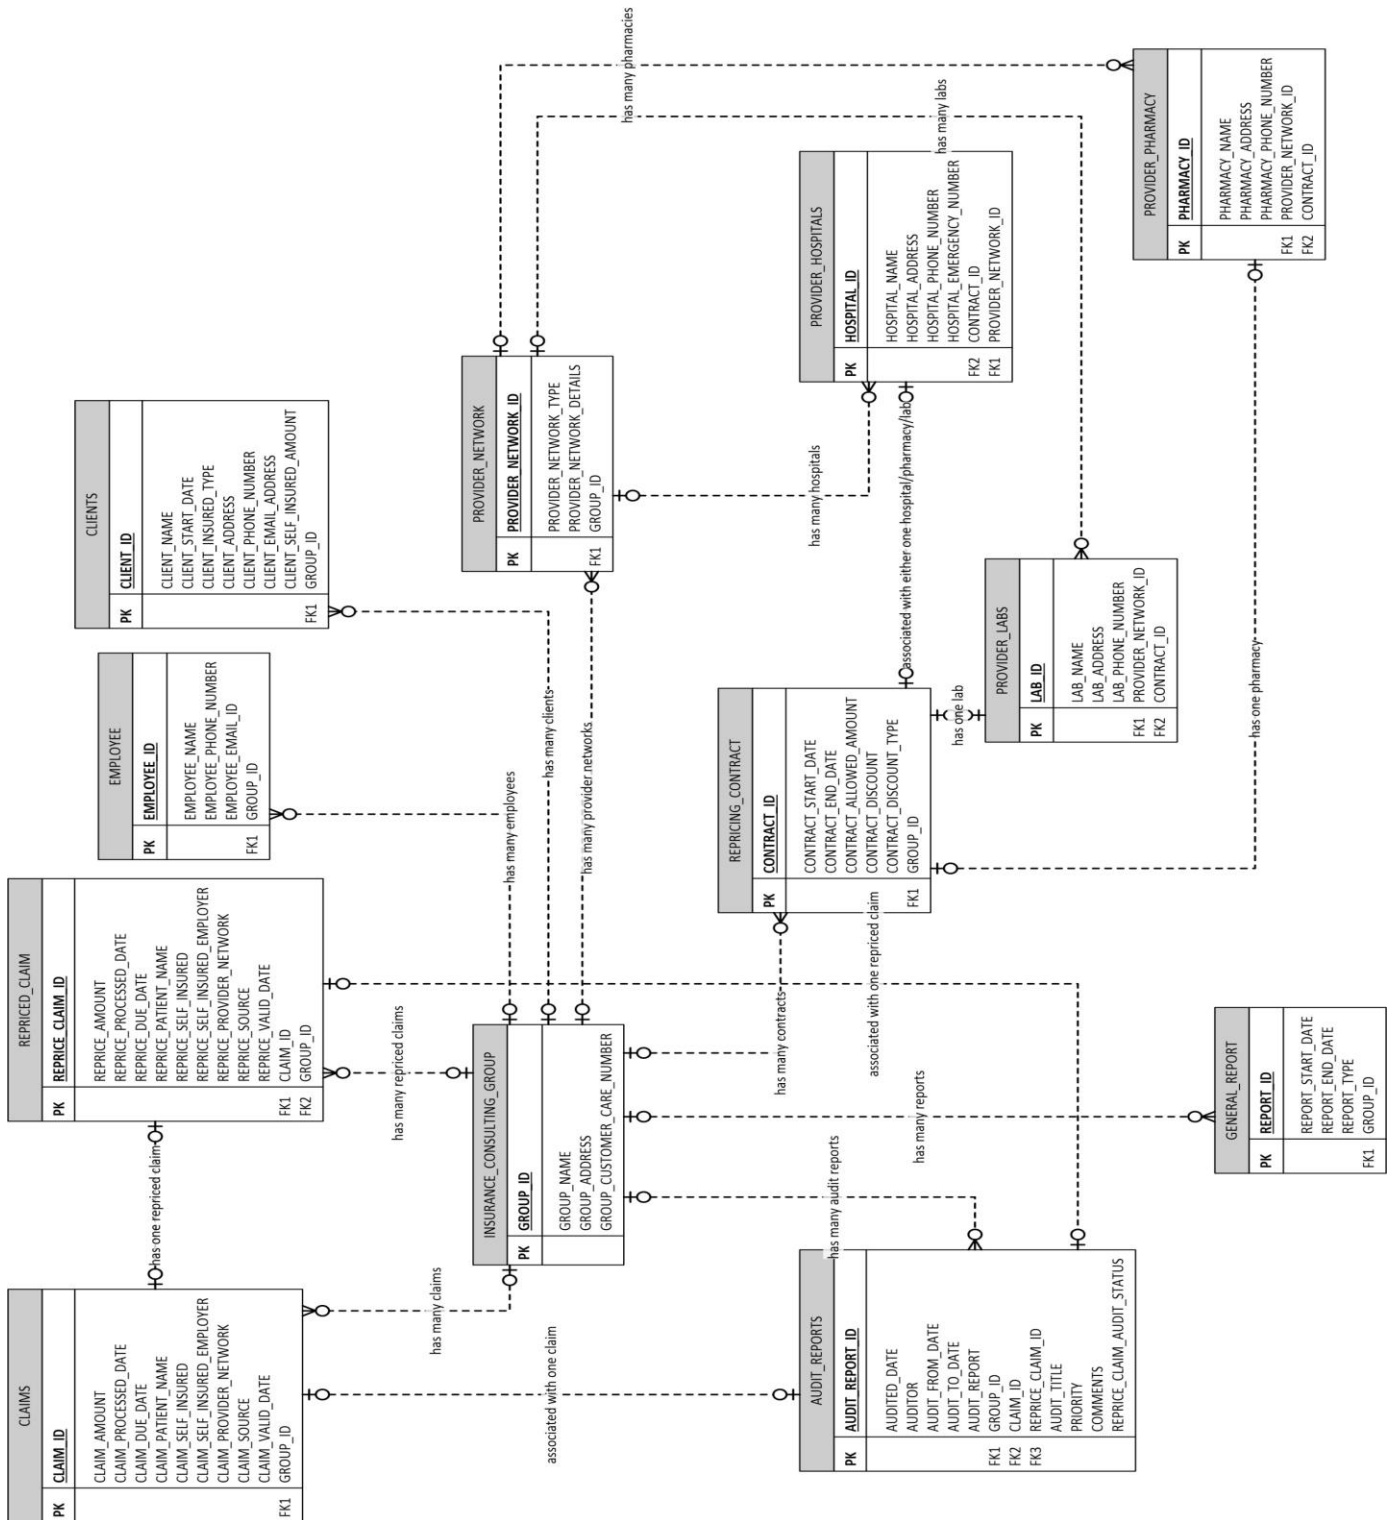 CLAIMS
PK CLAIM_ID
CLAIM_AMOUNT
CLAIM_PROCESSED_DATE
CLAIM_DUE_DATE
CLAIM_PATIENT_NAME
CLAIM_SELF_INSURED
CLAIM_SELF_INSURED_EMPLOYER
CLAIM_PROVIDER_NETWORK
CLAIM_SOURCE
CLAIM_VALID_DATE
FK1 GROUP_ID
has one repriced claim
REPRICED_CLAIM
PK REPRICE_CLAIM_ID
REPRICE_AMOUNT
REPRICE_PROCESSED_DATE
REPRICE_DUE_DATE
REPRICE_PATIENT_NAME
REPRICE_SELF_INSURED
REPRICE_SELF_INSURED_EMPLOYER
REPRICE_PROVIDER_NETWORK
REPRICE_SOURCE
REPRICE_VALID_DATE
FK1 CLAIM_ID
FK2 GROUP_ID
EMPLOYEE
PK EMPLOYEE_ID
EMPLOYEE_NAME
EMPLOYEE_PHONE_NUMBER
EMPLOYEE_EMAIL_ID
FK1 GROUP_ID
CLIENTS
PK CLIENT_ID
CLIENT_NAME
CLIENT_START_DATE
CLIENT_INSURED_TYPE
CLIENT_ADDRESS
CLIENT_PHONE_NUMBER
CLIENT_EMAIL_ADDRESS
CLIENT_SELF_INSURED_AMOUNT
FK1 GROUP_ID
has many claims
has many repriced claims
has many employees
has many clients
has many provider networks
associated with one claim
INSURANCE_CONSULTING_GROUP
PK GROUP_ID
GROUP_NAME
GROUP_ADDRESS
GROUP_CUSTOMER_CARE_NUMBER
PROVIDER_NETWORK
PK PROVIDER_NETWORK_ID
PROVIDER_NETWORK_TYPE
PROVIDER_NETWORK_DETAILS
FK1 GROUP_ID
has many pharmacies
has many audit reports
has many reports
has many contracts
associated with one repriced claim
has many hospitals
has many labs
AUDIT_REPORTS
PK AUDIT_REPORT_ID
AUDITED_DATE
AUDITOR
AUDIT_FROM_DATE
AUDIT_TO_DATE
AUDIT_REPORT
FK1 GROUP_ID
FK2 CLAIM_ID
FK3 REPRICE_CLAIM_ID
AUDIT_TITLE
PRIORITY
COMMENTS
REPRICE_CLAIM_AUDIT_STATUS
REPRICING_CONTRACT
PK CONTRACT_ID
CONTRACT_START_DATE
CONTRACT_END_DATE
CONTRACT_ALLOWED_AMOUNT
CONTRACT_DISCOUNT
CONTRACT_DISCOUNT_TYPE
FK1 GROUP_ID
associated with either one hospital/pharmacy/lab
PROVIDER_HOSPITALS
PK HOSPITAL_ID
HOSPITAL_NAME
HOSPITAL_ADDRESS
HOSPITAL_PHONE_NUMBER
HOSPITAL_EMERGENCY_NUMBER
FK2 CONTRACT_ID
FK1 PROVIDER_NETWORK_ID
has one lab
PROVIDER_LABS
PK LAB_ID
LAB_NAME
LAB_ADDRESS
LAB_PHONE_NUMBER
FK1 PROVIDER_NETWORK_ID
FK2 CONTRACT_ID
GENERAL_REPORT
PK REPORT_ID
REPORT_START_DATE
REPORT_END_DATE
REPORT_TYPE
FK1 GROUP_ID
has one pharmacy
PROVIDER_PHARMACY
PK PHARMACY_ID
PHARMACY_NAME
PHARMACY_ADDRESS
PHARMACY_PHONE_NUMBER
FK1 PROVIDER_NETWORK_ID
FK2 CONTRACT_ID